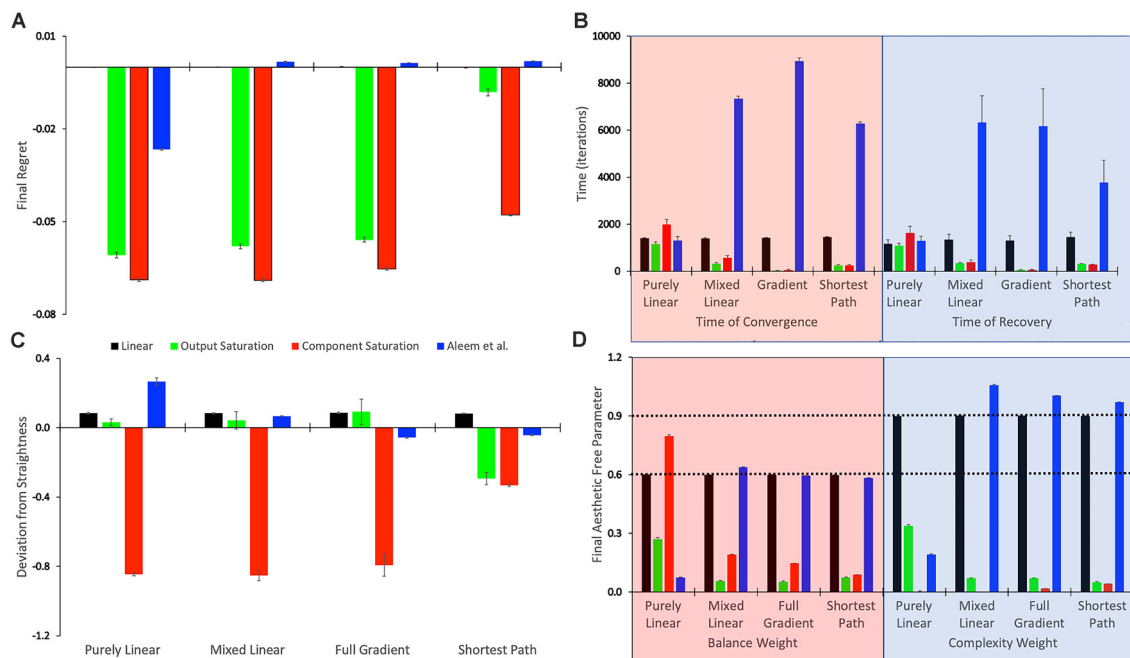 A
0.01
-0.02
-0.05
-0.08
Final Regret
B
10000
8000
6000
4000
2000
0
Time (iterations)
Purely Linear
Mixed Linear
Gradient
Shortest Path
Purely Linear
Mixed Linear
Gradient
Shortest Path
Time of Convergence
Time of Recovery
C
Linear
Output Saturation
Component Saturation
Aleem et al.
0.4
0.0
-0.4
-0.8
-1.2
Deviation from Straightness
Purely Linear
Mixed Linear
Full Gradient
Shortest Path
D
1.2
0.9
0.6
0.3
0.0
Final Aesthetic Free Parameter
Purely Linear
Mixed Linear
Full Gradient
Shortest Path
Purely Linear
Mixed Linear
Full Gradient
Shortest Path
Balance Weight
Complexity Weight